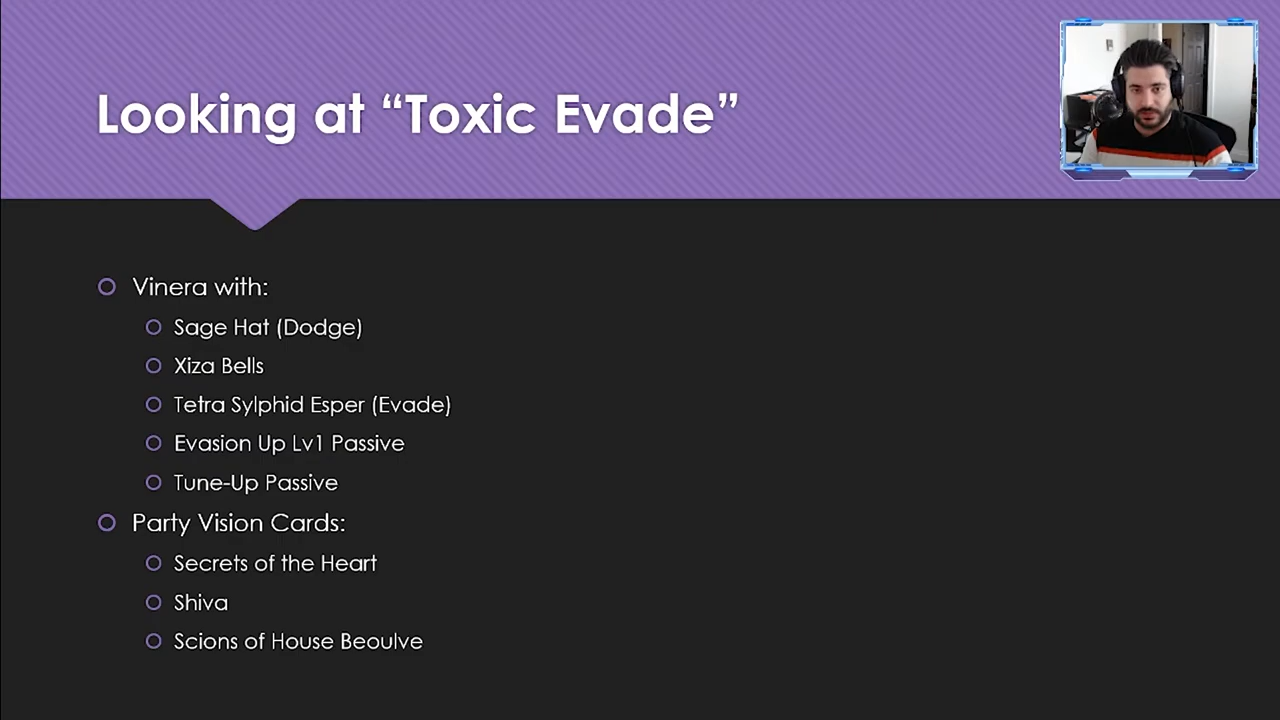 Looking at “Toxic Evade”
Vinera with:
Sage Hat (Dodge)
Xiza Bells
Tetra Sylphid Esper (Evade)
Evasion Up Lv1 Passive
Tune-Up Passive
Party Vision Cards:
Secrets of the Heart
Shiva
Scions of House Beoulve